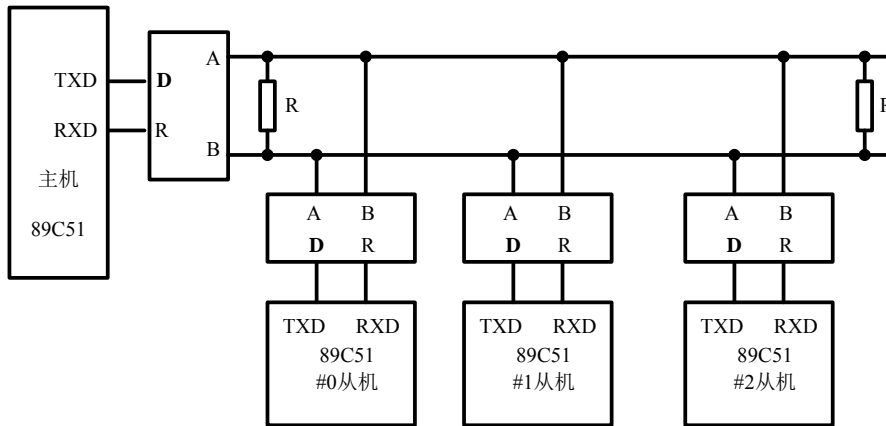 TXD
RXD
主机
89C51
D
R
A
B
R
R
A B
D R
A B
D R
A B
D R
TXD RXD
89C51
#0从机
TXD RXD
89C51
#1从机
TXD RXD
89C51
#2从机